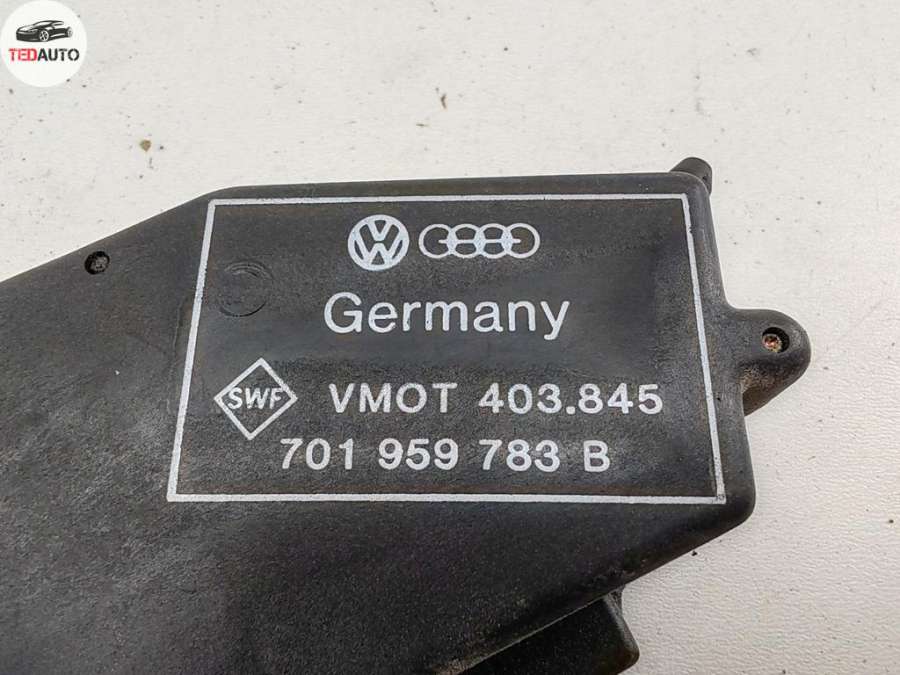 TEDAUTO
Germany
SWF VMOT 403.845
701 959 783 B